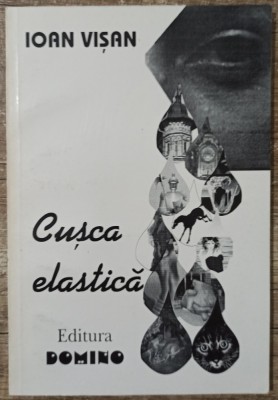 IOAN VIȘAN
Cușca
elastică
Editura
DOMINO